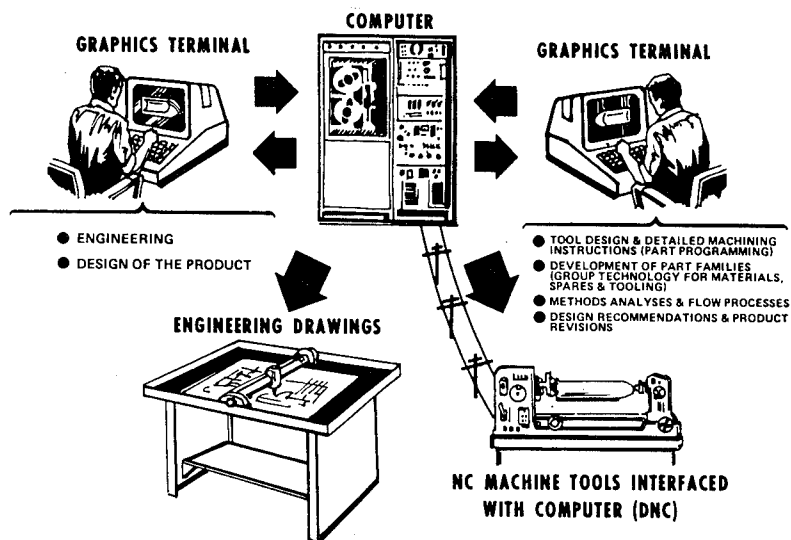 COMPUTER
GRAPHICS TERMINAL
GRAPHICS TERMINAL
● ENGINEERING
● DESIGN OF THE PRODUCT
● TOOL DESIGN & DETAILED MACHINING
INSTRUCTIONS (PART PROGRAMMING)
● DEVELOPMENT OF PART FAMILIES
(GROUP TECHNOLOGY FOR MATERIALS,
SPARES & TOOLING)
● METHODS ANALYSES & FLOW PROCESSES
● DESIGN RECOMMENDATIONS & PRODUCT
REVISIONS
ENGINEERING DRAWINGS
NC MACHINE TOOLS INTERFACED
WITH COMPUTER (DNC)